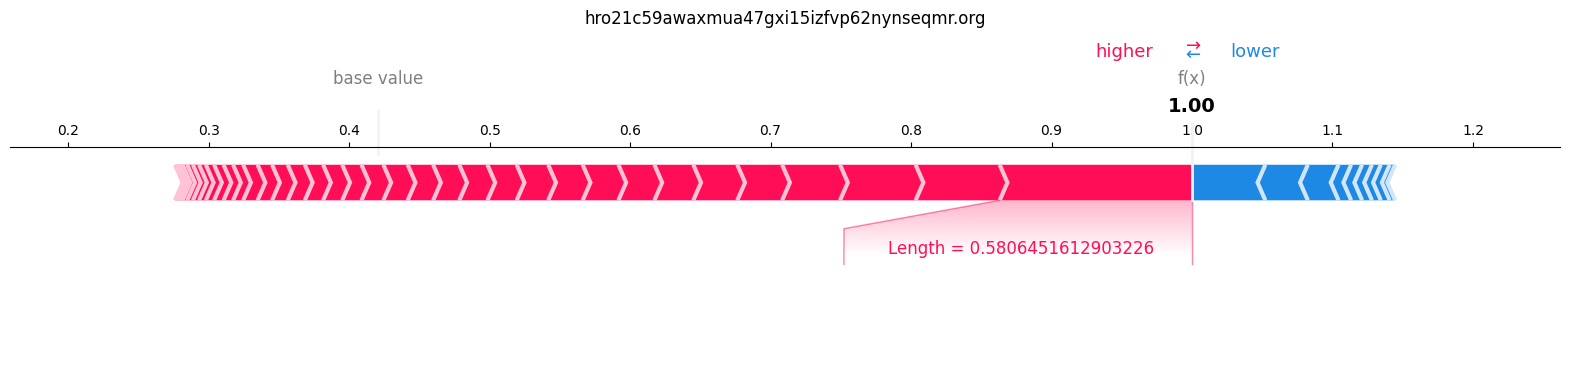 hro21c59awaxmua47gxi15izfvp62nynseqmr.org
higher ⇄ lower
base value f(x)
1.00
0.2 0.3 0.4 0.5 0.6 0.7 0.8 0.9 1.0 1.1 1.2
Length = 0.5806451612903226